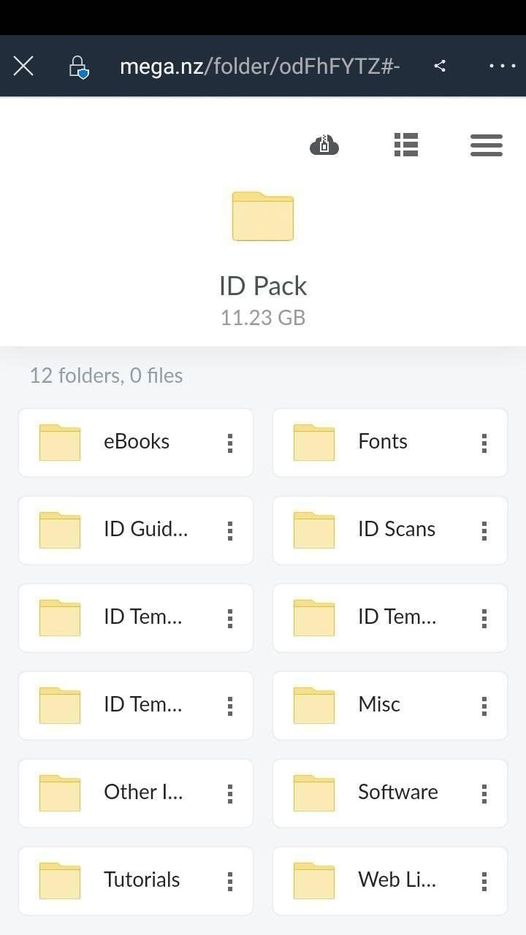 mega.nz/folder/odFhFYTZ#-
ID Pack
11.23 GB
12 folders, 0 files
eBooks
Fonts
ID Guid...
ID Scans
ID Tem...
ID Tem...
ID Tem...
Misc
Other I...
Software
Tutorials
Web Li...